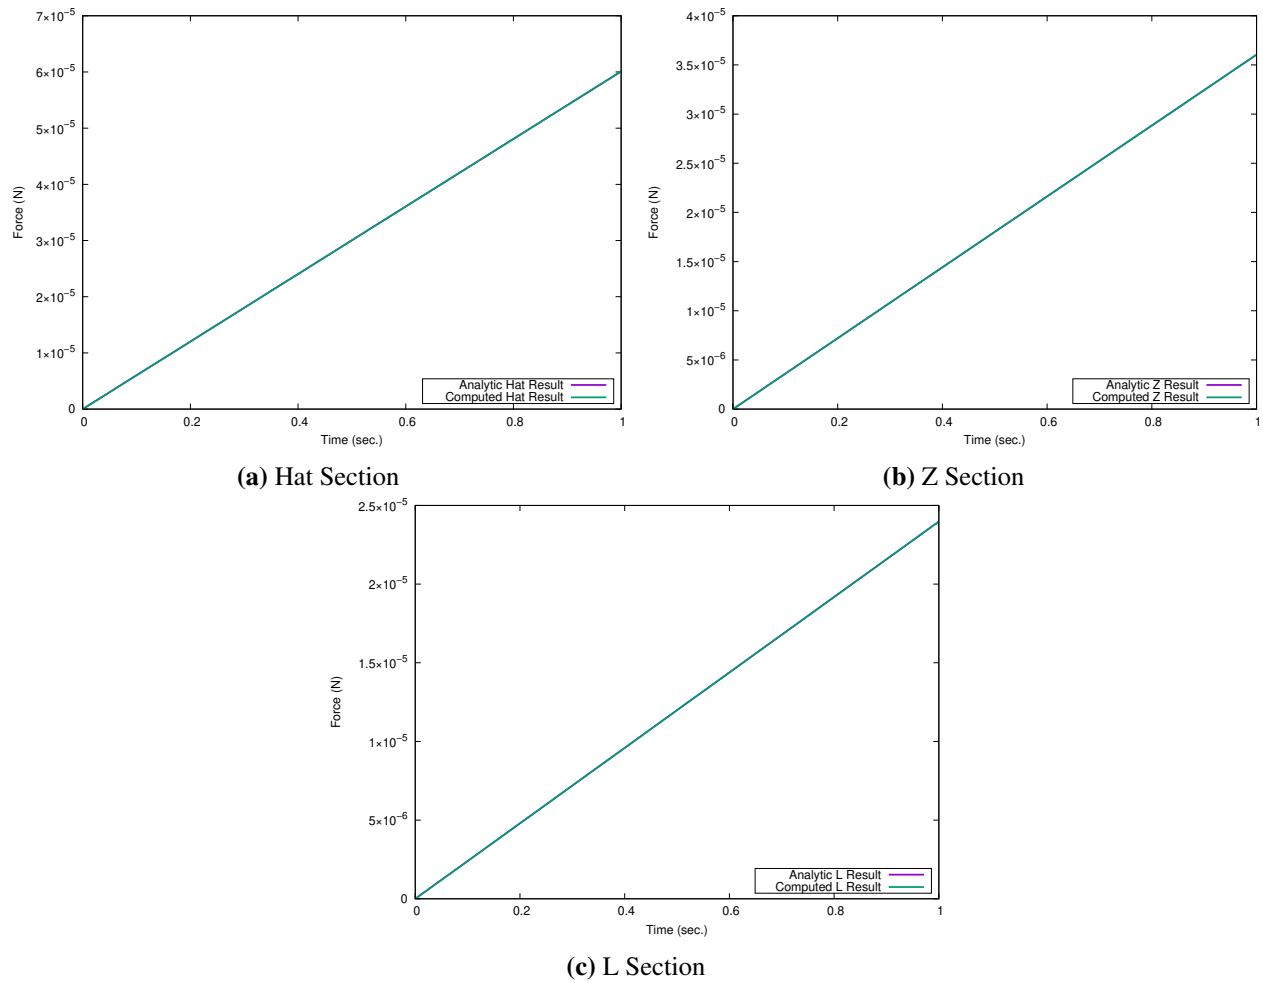 7×10⁻⁵
6×10⁻⁵
5×10⁻⁵
4×10⁻⁵
3×10⁻⁵
2×10⁻⁵
1×10⁻⁵
0
Force (N)
0 0.2 0.4 0.6 0.8 1
Time (sec.)
Analytic Hat Result
Computed Hat Result
(a) Hat Section
4×10⁻⁵
3.5×10⁻⁵
3×10⁻⁵
2.5×10⁻⁵
2×10⁻⁵
1.5×10⁻⁵
1×10⁻⁵
5×10⁻⁶
0
Force (N)
0 0.2 0.4 0.6 0.8 1
Time (sec.)
Analytic Z Result
Computed Z Result
(b) Z Section
2.5×10⁻⁵
2×10⁻⁵
1.5×10⁻⁵
1×10⁻⁵
5×10⁻⁶
0
Force (N)
0 0.2 0.4 0.6 0.8 1
Time (sec.)
Analytic L Result
Computed L Result
(c) L Section